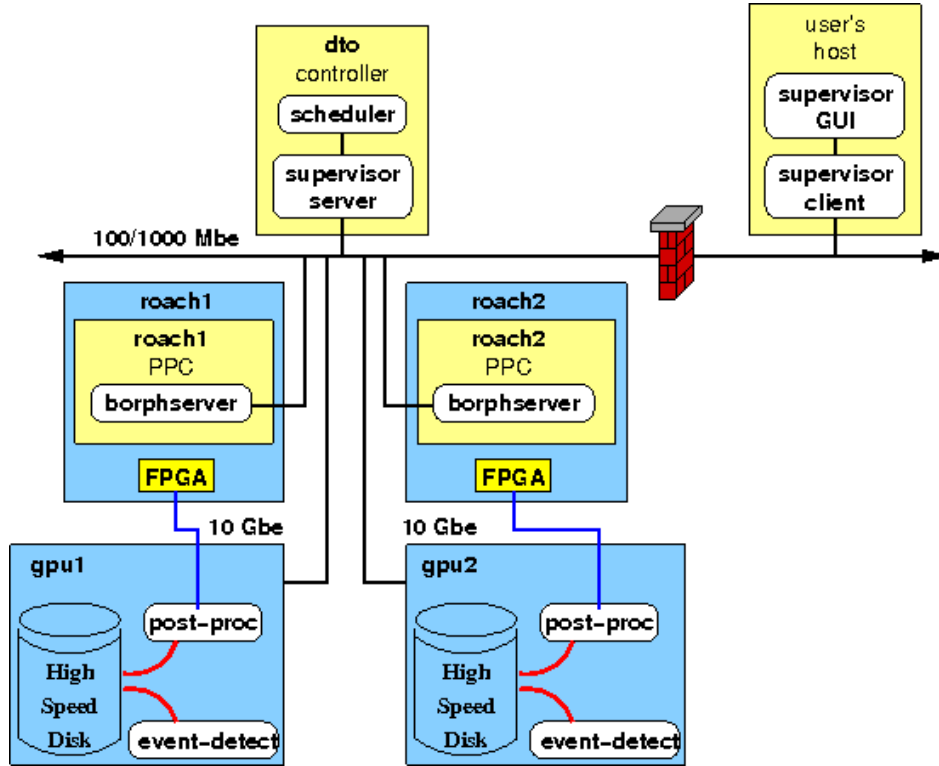 dto
controller
scheduler
supervisor
server
user's
host
supervisor
GUI
supervisor
client
100/1000 Mbe
roach1
roach1
PPC
borphserver
FPGA
roach2
roach2
PPC
borphserver
FPGA
10 Gbe
10 Gbe
gpu1
post-proc
High
Speed
Disk
event-detect
gpu2
post-proc
High
Speed
Disk
event-detect